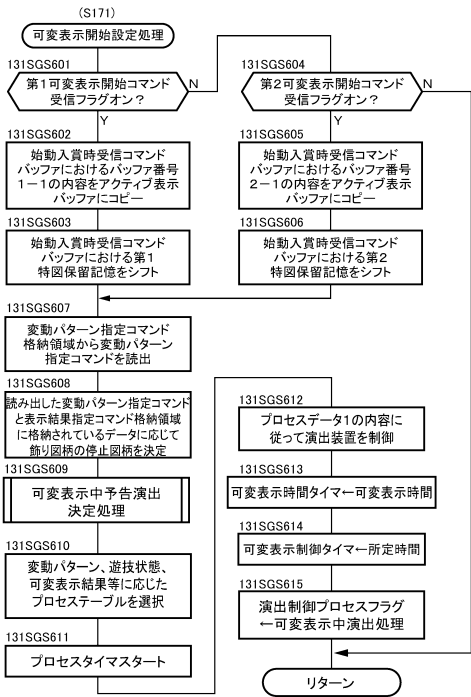 (S171)
可変表示開始設定処理
131SGS601
第1可変表示開始コマンド
受信フラグオン?
N
Y
131SGS602
始動入賞時受信コマンド
バッファにおけるバッファ番号
1-1の内容をアクティブ表示
バッファにコピー
131SGS603
始動入賞時受信コマンド
バッファにおける第1
特図保留記憶をシフト
131SGS604
第2可変表示開始コマンド
受信フラグオン?
N
Y
131SGS605
始動入賞時受信コマンド
バッファにおけるバッファ番号
2-1の内容をアクティブ表示
バッファにコピー
131SGS606
始動入賞時受信コマンド
バッファにおける第2
特図保留記憶をシフト
131SGS607
変動パターン指定コマンド
格納領域から変動パターン
指定コマンドを読出
131SGS608
読み出した変動パターン指定コマンド
と表示結果指定コマンド格納領域
に格納されているデータに応じて
飾り図柄の停止図柄を決定
131SGS609
可変表示中予告演出
決定処理
131SGS610
変動パターン、遊技状態、
可変表示結果等に応じた
プロセステーブルを選択
131SGS611
プロセスタイマスタート
131SGS612
プロセスデータ1の内容に
従って演出装置を制御
131SGS613
可変表示時間タイマ←可変表示時間
131SGS614
可変表示制御タイマ←所定時間
131SGS615
演出制御プロセスフラグ
←可変表示中演出処理
リターン